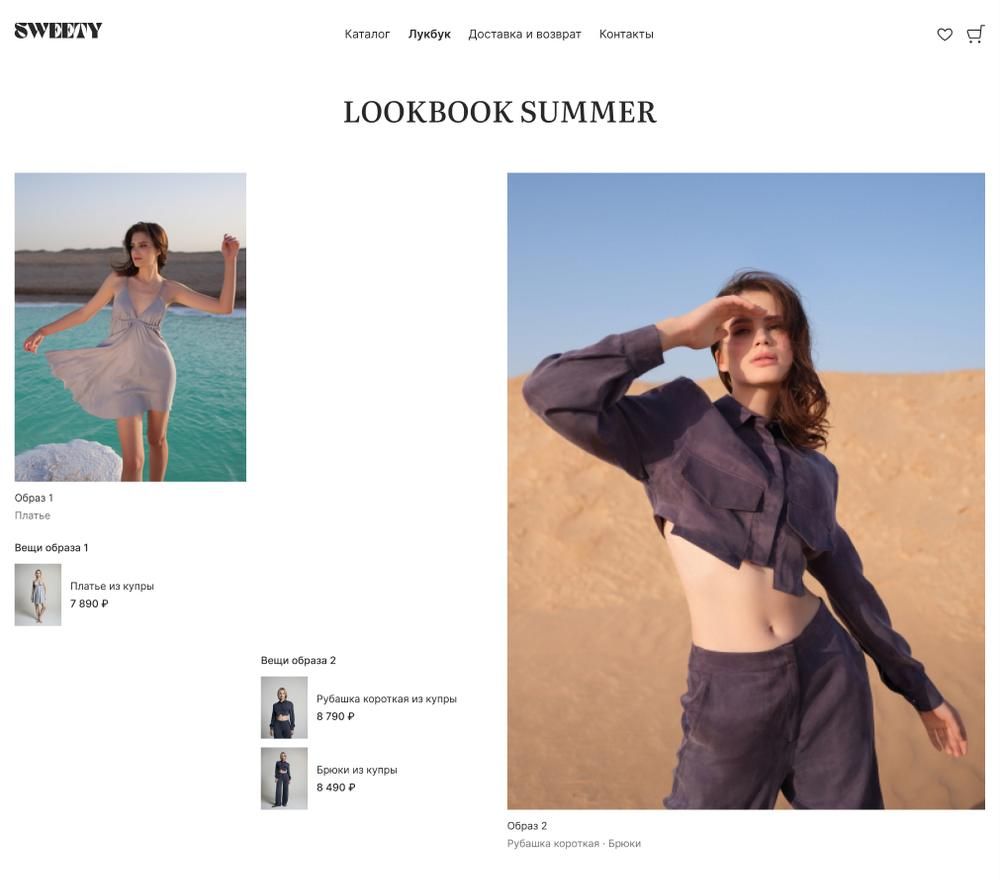 SWEETY
Каталог Лукбук Доставка и возврат Контакты
LOOKBOOK SUMMER
Образ 1
Платье
Вещи образа 1
Платье из купры
7 890 ₽
Вещи образа 2
Рубашка короткая из купры
8 790 ₽
Брюки из купры
8 490 ₽
Образ 2
Рубашка короткая · Брюки